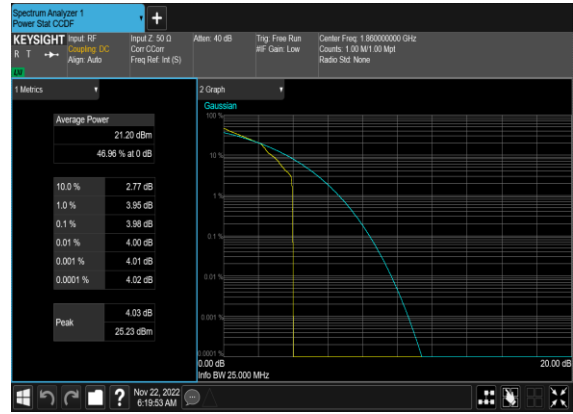 Spectrum Analyzer 1
Power Stat CCDF
KEYSIGHT
R T
LXI
Input: RF
Coupling: DC
Align: Auto
Input Z: 50 Ω
Corr CCorr
Freq Ref: Int (S)
Atten: 40 dB
Trig: Free Run
#IF Gain: Low
Center Freq: 1.860000000 GHz
Counts: 1.00 M/1.00 Mpt
Radio Std: None
1 Metrics
Average Power
21.20 dBm
46.96 % at 0 dB
10.0 % 2.77 dB
1.0 % 3.95 dB
0.1 % 3.98 dB
0.01 % 4.00 dB
0.001 % 4.01 dB
0.0001 % 4.02 dB
Peak
4.03 dB
25.23 dBm
2 Graph
Gaussian
100 %
10 %
1 %
0.1 %
0.01 %
0.001 %
0.0001 %
0.00 dB 20.00 dB
Info BW 25.000 MHz
?
Nov 22, 2022
6:19:53 AM